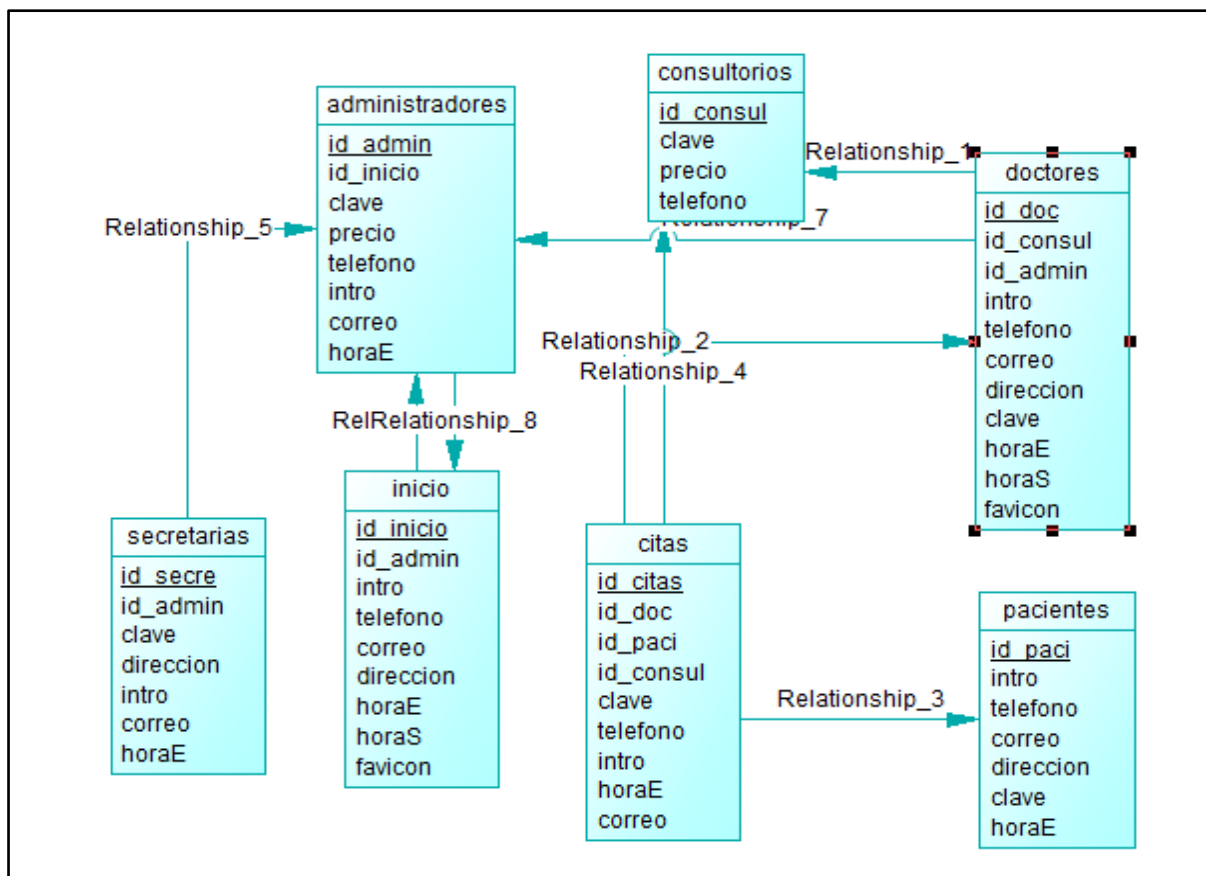 administradores
id_admin
id_inicio
clave
precio
telefono
intro
correo
horaE
consultorios
id_consul
clave
precio
telefono
Relationship_1
doctores
id_doc
id_consul
id_admin
intro
telefono
correo
direccion
clave
horaE
horaS
favicon
Relationship_5
Relationship_7
Relationship_2
Relationship_4
RelRelationship_8
inicio
id_inicio
id_admin
intro
telefono
correo
direccion
horaE
horaS
favicon
secretarias
id_secre
id_admin
clave
direccion
intro
correo
horaE
citas
id_citas
id_doc
id_paci
id_consul
clave
telefono
intro
horaE
correo
Relationship_3
pacientes
id_paci
intro
telefono
correo
direccion
clave
horaE